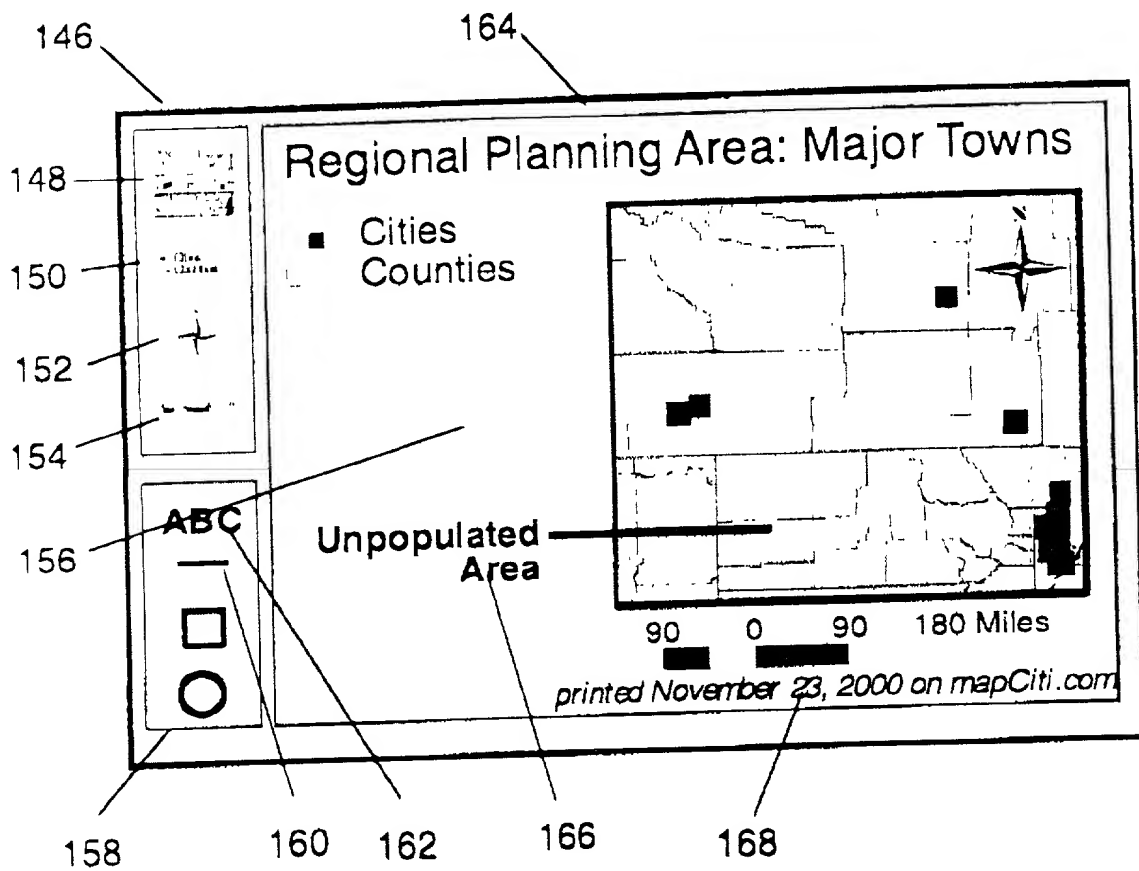 146
164
148
150
152
154
156
Regional Planning Area: Major Towns
Cities
Counties
N
ABC
Unpopulated
Area
90 0 90 180 Miles
printed November 23, 2000 on mapCiti.com
158
160
162
166
168